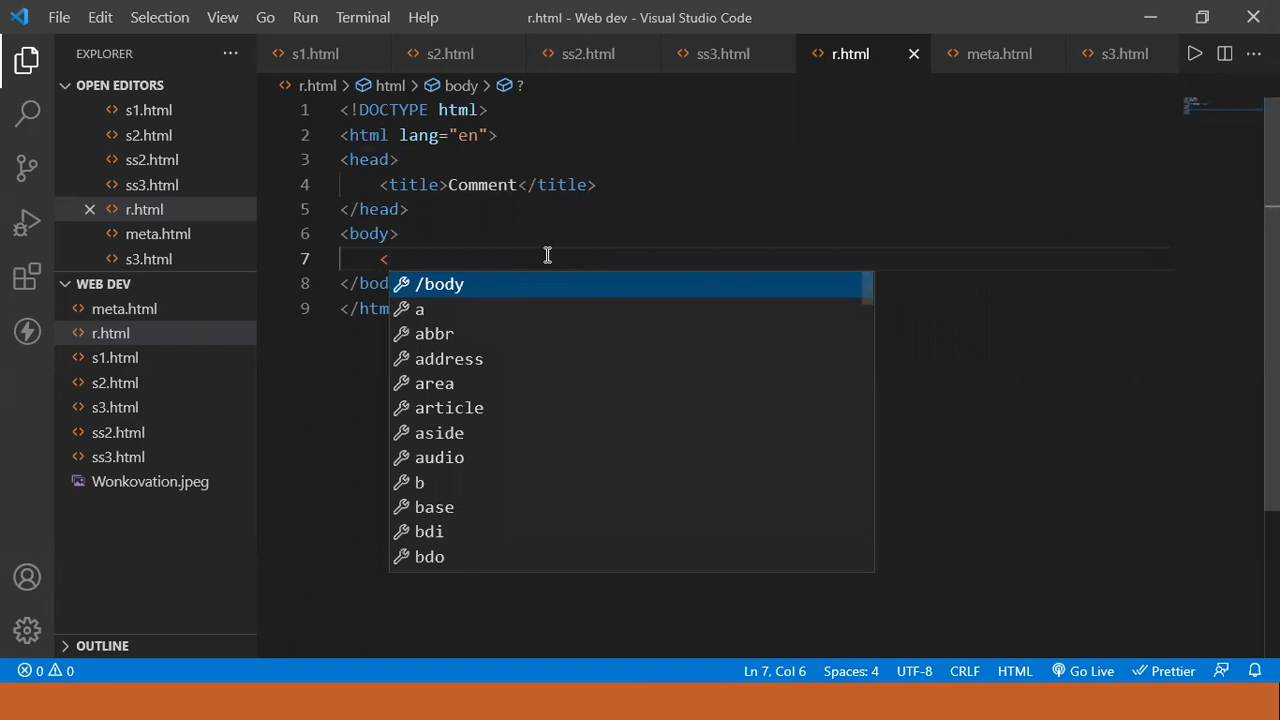 File Edit Selection View Go Run Terminal Help
r.html - Web dev - Visual Studio Code
EXPLORER
s1.html s2.html ss2.html ss3.html r.html meta.html s3.html
OPEN EDITORS
s1.html
s2.html
ss2.html
ss3.html
r.html
meta.html
s3.html
WEB DEV
meta.html
r.html
s1.html
s2.html
s3.html
ss2.html
ss3.html
Wonkovation.jpeg
OUTLINE
r.html > html > body > ?
1 <!DOCTYPE html>
2 <html lang="en">
3 <head>
4 <title>Comment</title>
5 </head>
6 <body>
7 <
8 </bod
9 </htm
/body
a
abbr
address
area
article
aside
audio
b
base
bdi
bdo
0 0 Ln 7, Col 6 Spaces: 4 UTF-8 CRLF HTML Go Live Prettier